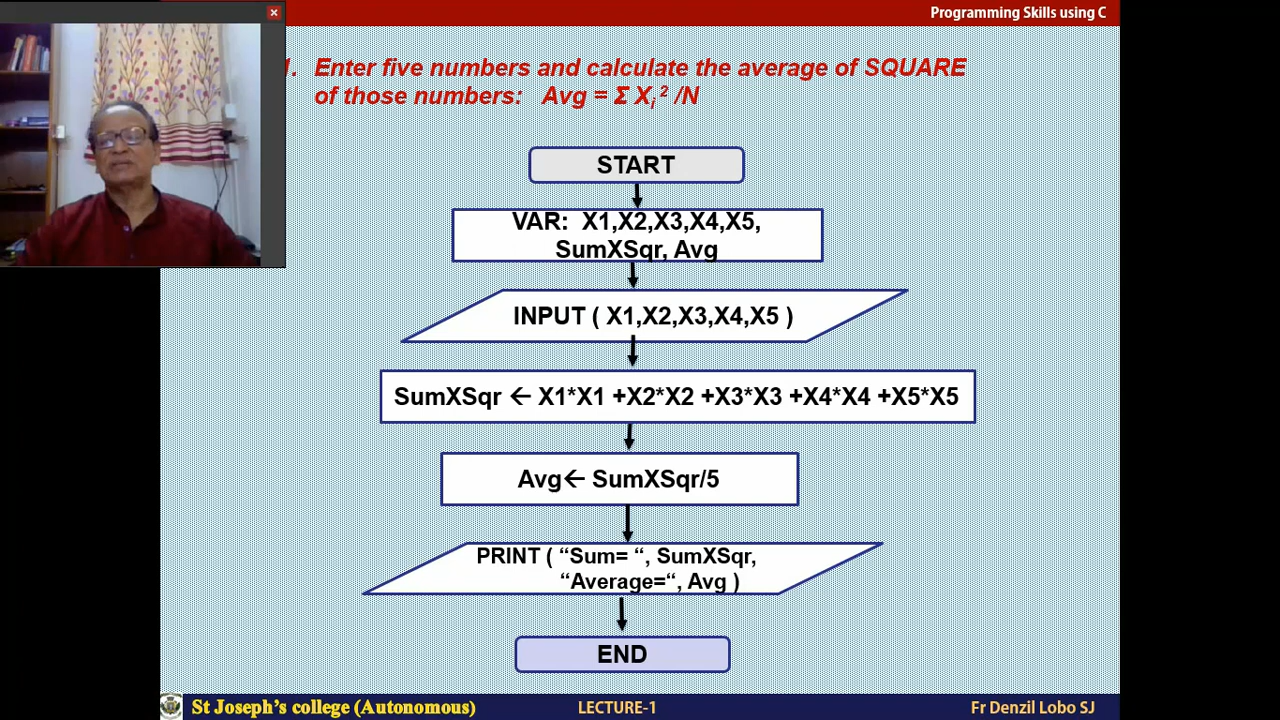 Programming Skills using C
1. Enter five numbers and calculate the average of SQUARE
of those numbers: Avg = Σ Xi ² /N
START
VAR: X1,X2,X3,X4,X5,
SumXSqr, Avg
INPUT ( X1,X2,X3,X4,X5 )
SumXSqr ← X1*X1 +X2*X2 +X3*X3 +X4*X4 +X5*X5
Avg← SumXSqr/5
PRINT ( “Sum= “, SumXSqr,
“Average=“, Avg )
END
St Joseph’s college (Autonomous)
LECTURE-1
Fr Denzil Lobo SJ